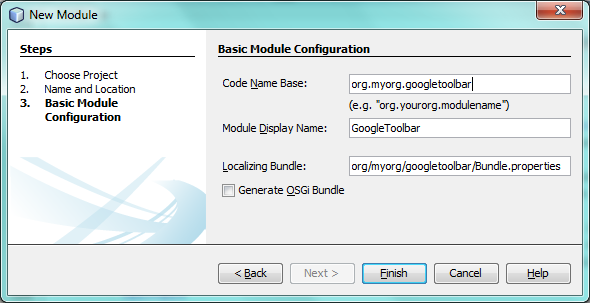 New Module
Steps
1. Choose Project
2. Name and Location
3. Basic Module
Configuration
Basic Module Configuration
Code Name Base: org.myorg.googletoolbar
(e.g. "org.yourorg.modulename")
Module Display Name: GoogleToolbar
Localizing Bundle: org/myorg/googletoolbar/Bundle.properties
Generate OSGi Bundle
< Back Next > Finish Cancel Help